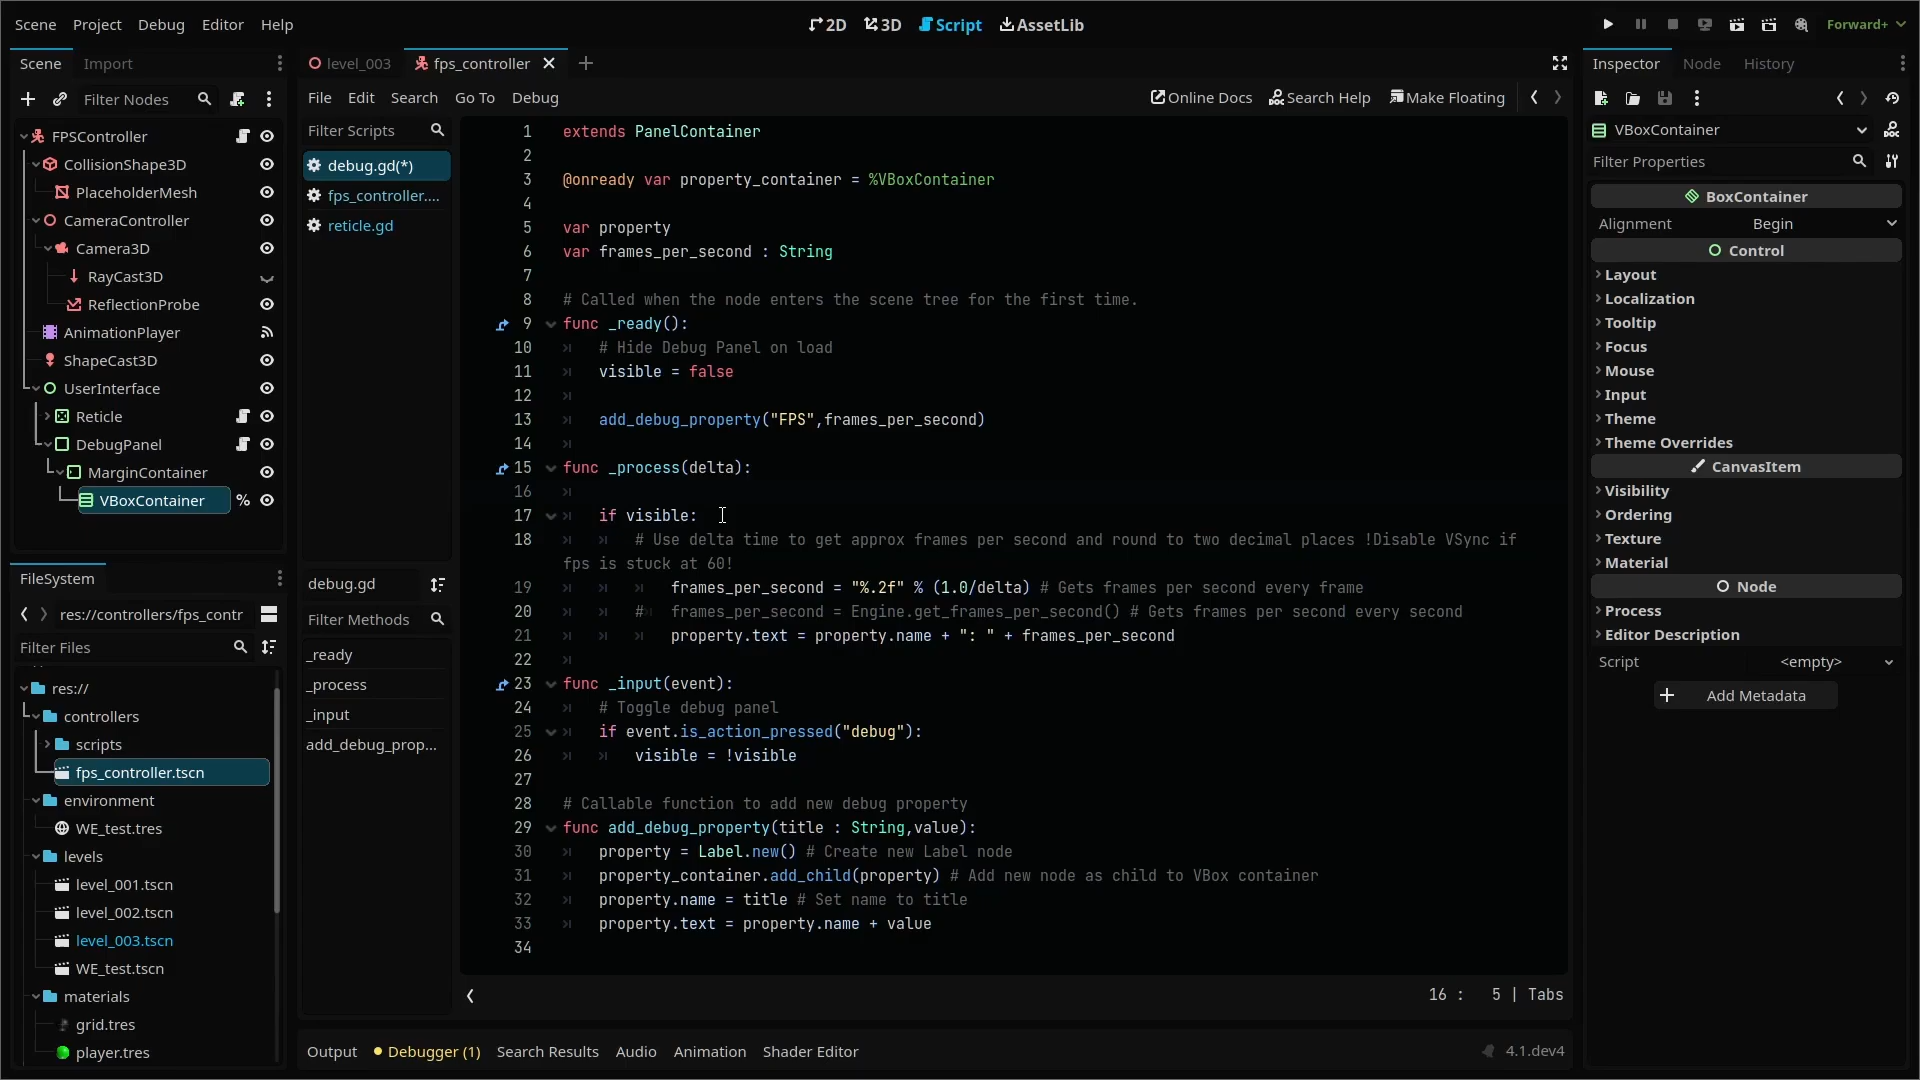 Scene Project Debug Editor Help
2D 3D Script AssetLib
Forward+
Scene Import
Filter Nodes
FPSController
CollisionShape3D
PlaceholderMesh
CameraController
Camera3D
RayCast3D
ReflectionProbe
AnimationPlayer
ShapeCast3D
UserInterface
Reticle
DebugPanel
MarginContainer
VBoxContainer %
FileSystem
res://controllers/fps_contr
Filter Files
res://
controllers
scripts
fps_controller.tscn
environment
WE_test.tres
levels
level_001.tscn
level_002.tscn
level_003.tscn
WE_test.tscn
materials
grid.tres
player.tres
level_003 fps_controller
File Edit Search Go To Debug
Online Docs Search Help Make Floating
Filter Scripts
debug.gd(*)
fps_controller....
reticle.gd
debug.gd
Filter Methods
_ready
_process
_input
add_debug_prop...
1 extends PanelContainer
2
3 @onready var property_container = %VBoxContainer
4
5 var property
6 var frames_per_second : String
7
8 # Called when the node enters the scene tree for the first time.
9 func _ready():
10 # Hide Debug Panel on load
11 visible = false
12
13 add_debug_property("FPS",frames_per_second)
14
15 func _process(delta):
16
17 if visible:
18 # Use delta time to get approx frames per second and round to two decimal places !Disable VSync if
fps is stuck at 60!
19 frames_per_second = "%.2f" % (1.0/delta) # Gets frames per second every frame
20 # frames_per_second = Engine.get_frames_per_second() # Gets frames per second every second
21 property.text = property.name + ": " + frames_per_second
22
23 func _input(event):
24 # Toggle debug panel
25 if event.is_action_pressed("debug"):
26 visible = !visible
27
28 # Callable function to add new debug property
29 func add_debug_property(title : String,value):
30 property = Label.new() # Create new Label node
31 property_container.add_child(property) # Add new node as child to VBox container
32 property.name = title # Set name to title
33 property.text = property.name + value
34
16 : 5 | Tabs
Output Debugger (1) Search Results Audio Animation Shader Editor
4.1.dev4
Inspector Node History
VBoxContainer
Filter Properties
BoxContainer
Alignment Begin
Control
Layout
Localization
Tooltip
Focus
Mouse
Input
Theme
Theme Overrides
CanvasItem
Visibility
Ordering
Texture
Material
Node
Process
Editor Description
Script <empty>
Add Metadata